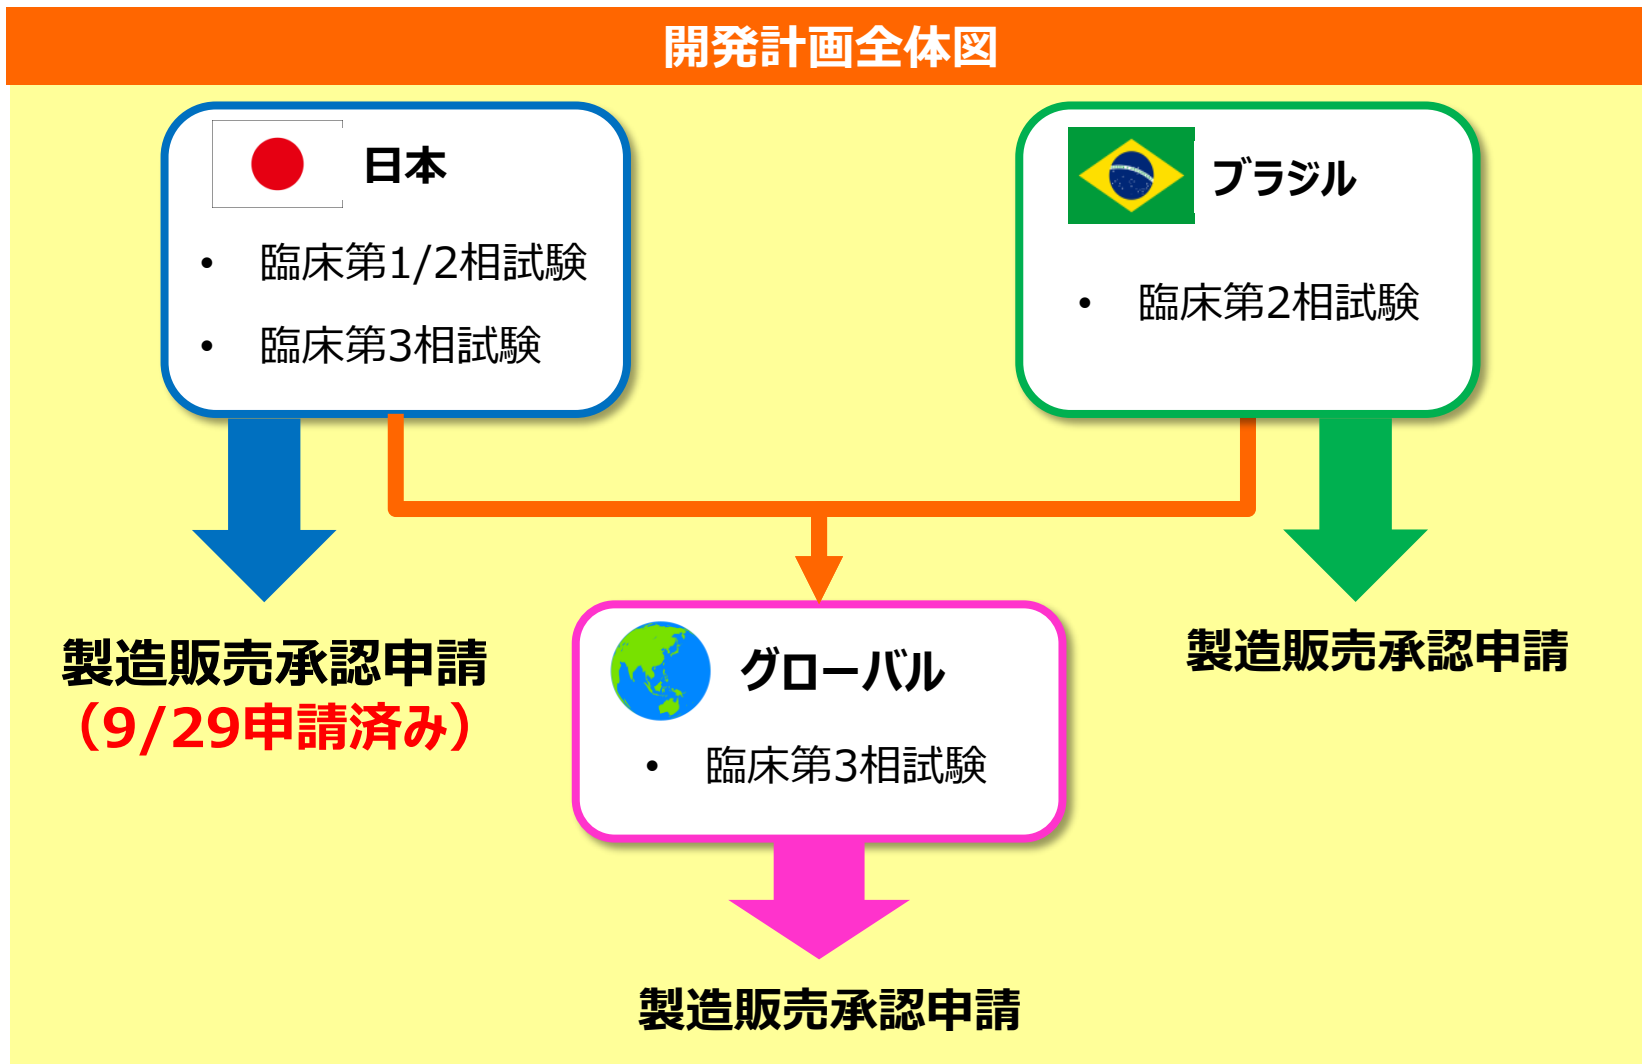 開発計画全体図
日本
• 臨床第1/2相試験
• 臨床第3相試験
ブラジル
• 臨床第2相試験
製造販売承認申請
（9/29申請済み）
製造販売承認申請
グローバル
• 臨床第3相試験
製造販売承認申請